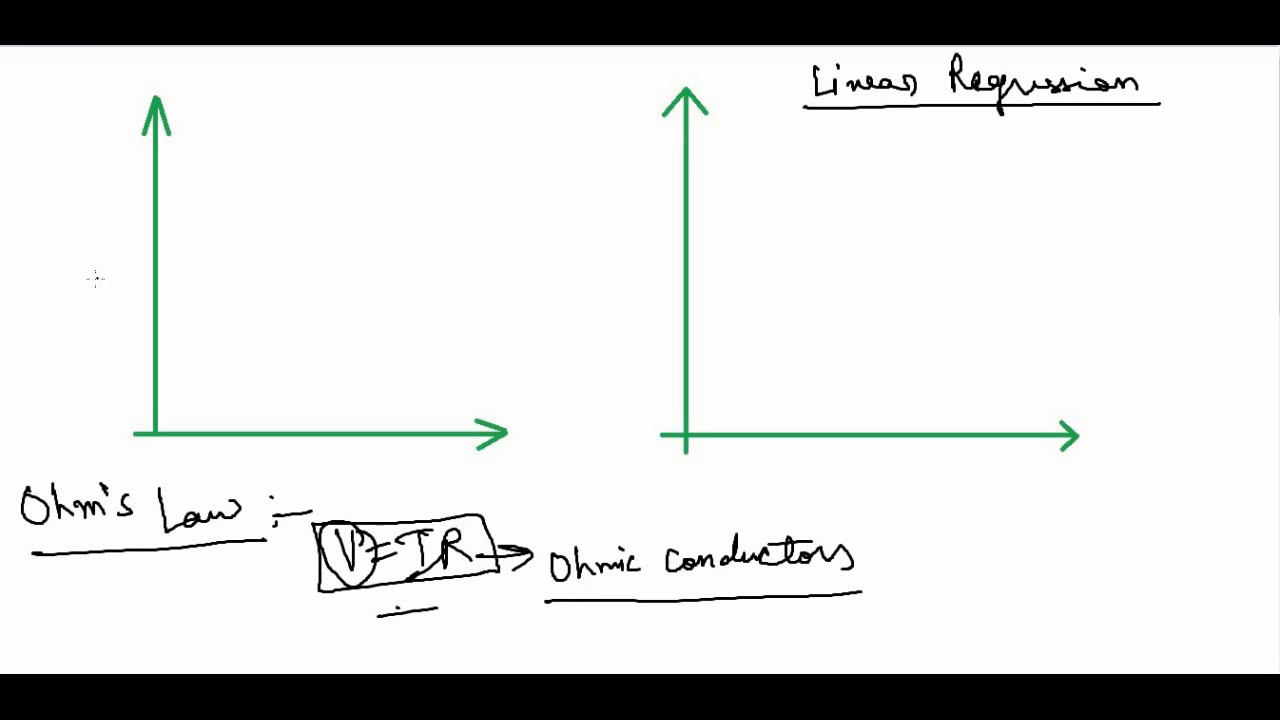 Linear Regression
Ohm's Law :-
V = IR → Ohmic conductors